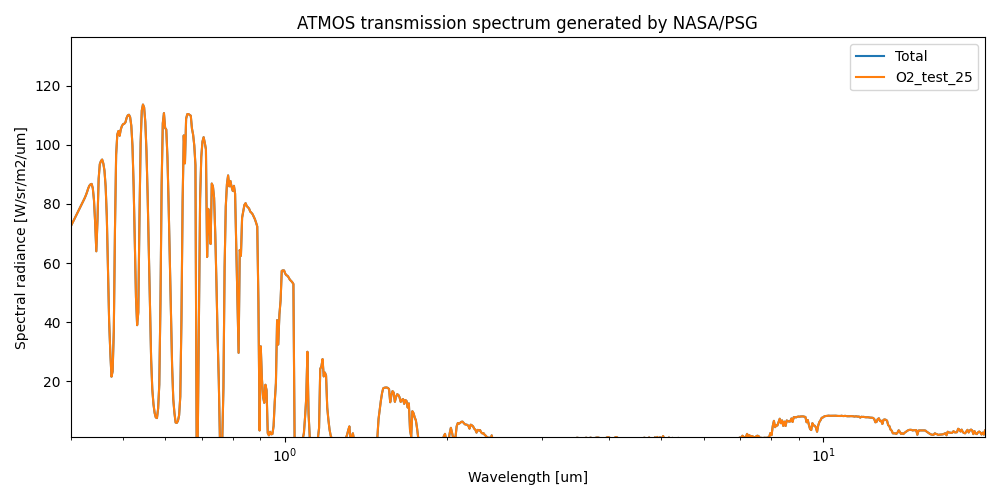 ATMOS transmission spectrum generated by NASA/PSG
Total
O2_test_25
Spectral radiance [W/sr/m2/um]
120
100
80
60
40
20
10⁰
10¹
Wavelength [um]